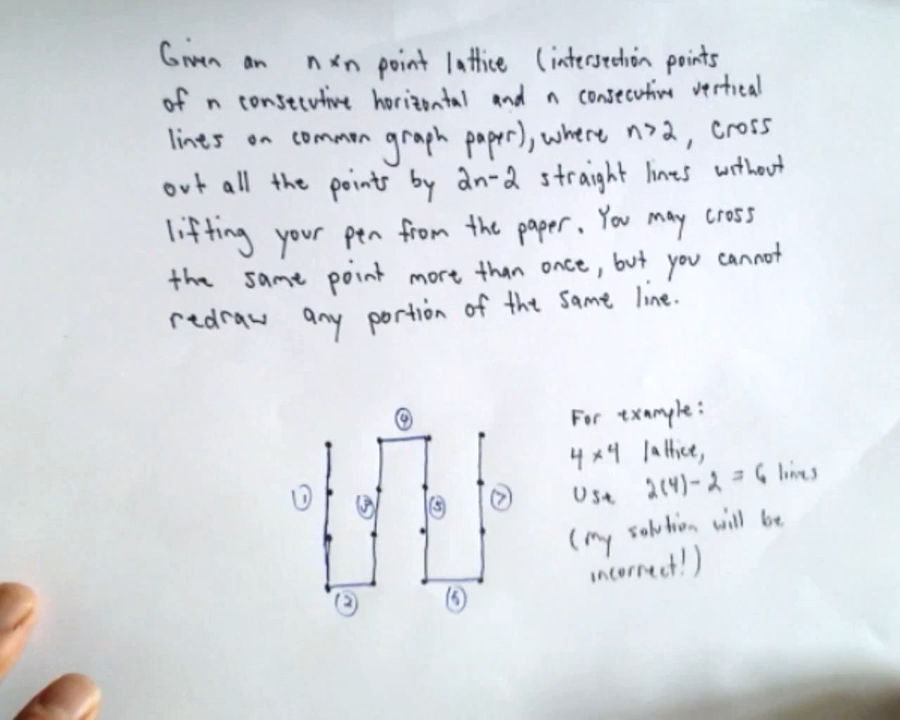 Given an n×n point lattice (intersection points
of n consecutive horizontal and n consecutive vertical
lines on common graph paper), where n>2, cross
out all the points by 2n-2 straight lines without
lifting your pen from the paper. You may cross
the same point more than once, but you cannot
redraw any portion of the same line.
For example:
4×4 lattice,
Use 2(4)-2 = 6 lines
(my solution will be
incorrect!)
④
① ③ ⑤ ⑦
② ⑥